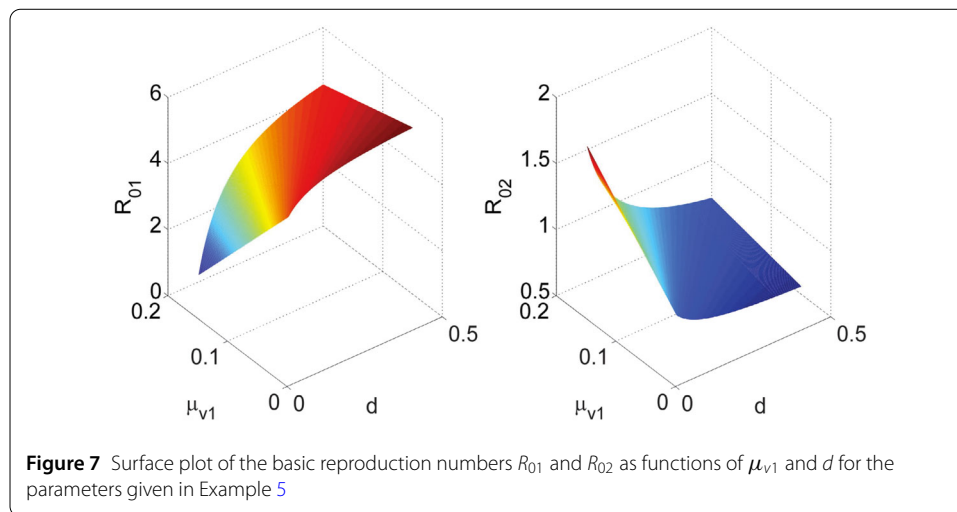 6
4
2
0
0.2
0.1
0
0
0.5
R01
μv1
d
2
1.5
1
0.5
0.2
0.1
0
0
0.5
R02
μv1
d
Figure 7 Surface plot of the basic reproduction numbers R01 and R02 as functions of μv1 and d for the
parameters given in Example 5